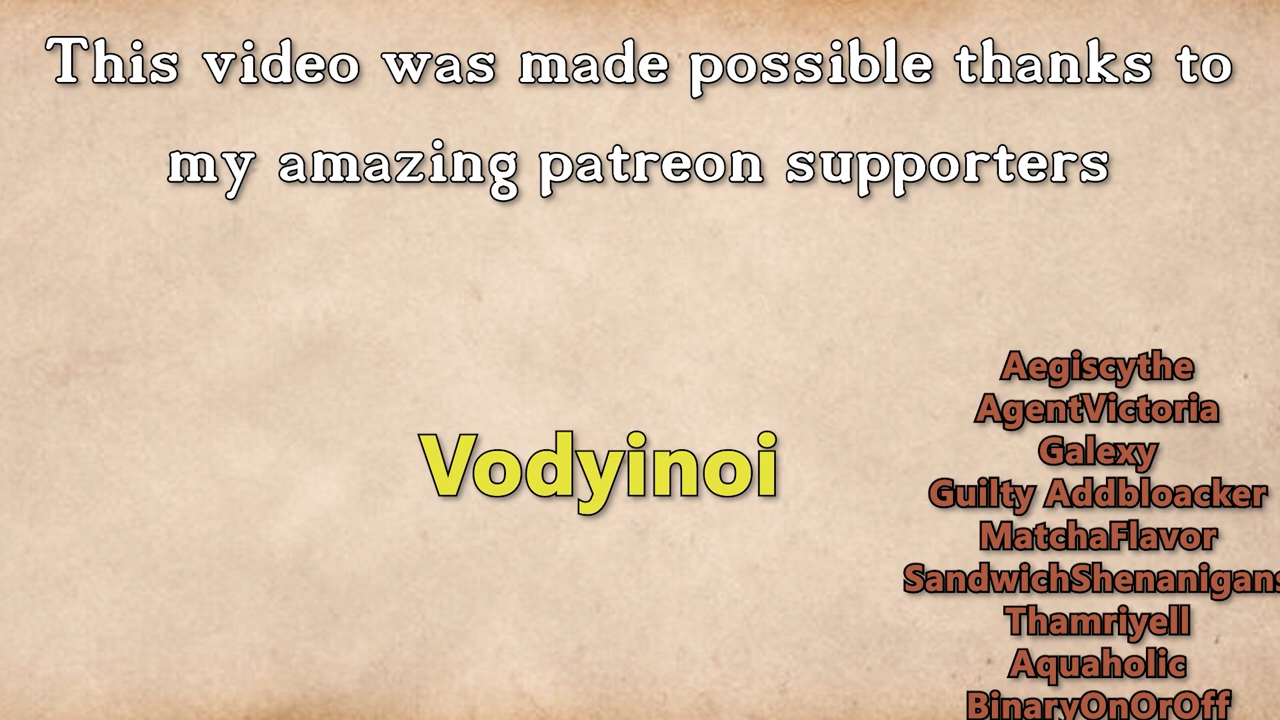 This video was made possible thanks to
my amazing patreon supporters
Vodyinoi
Aegiscythe
AgentVictoria
Galexy
Guilty Addbloacker
MatchaFlavor
SandwichShenanigans
Thamriyell
Aquaholic
BinaryOnOrOff